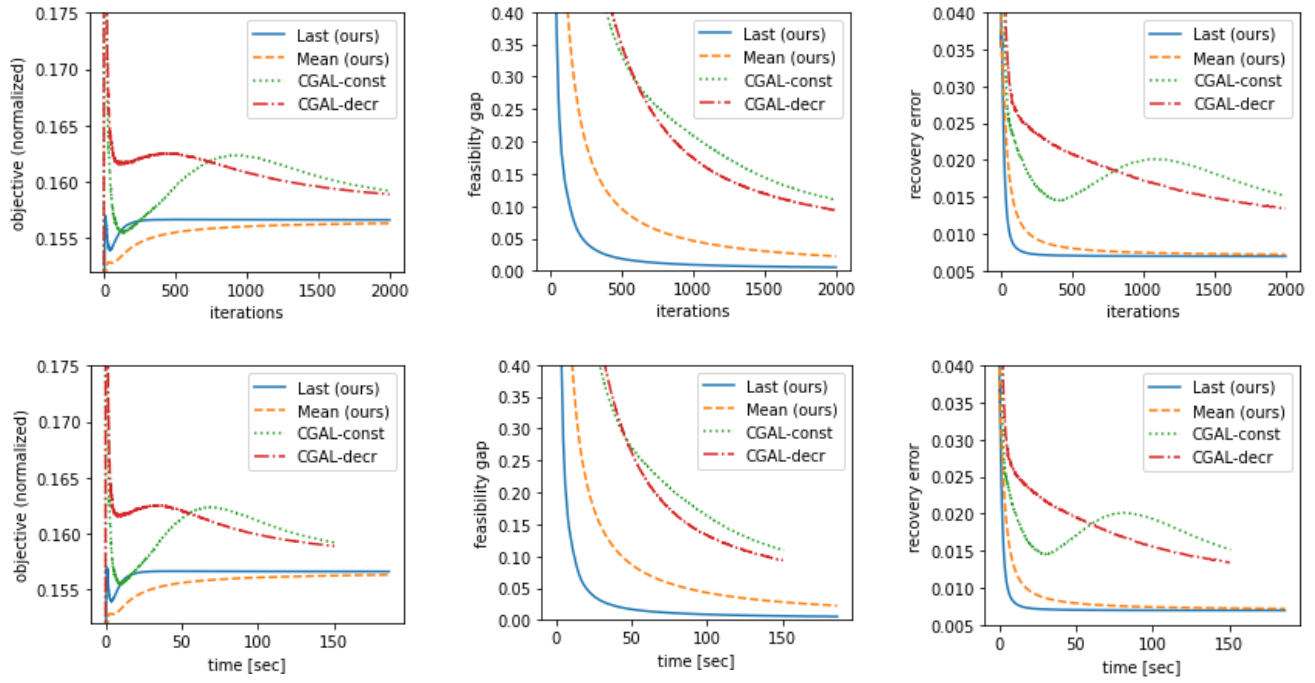 objective (normalized)
0.175
0.170
0.165
0.160
0.155
0 500 1000 1500 2000
iterations
Last (ours)
Mean (ours)
CGAL-const
CGAL-decr
feasibility gap
0.40
0.35
0.30
0.25
0.20
0.15
0.10
0.05
0.00
0 500 1000 1500 2000
iterations
Last (ours)
Mean (ours)
CGAL-const
CGAL-decr
recovery error
0.040
0.035
0.030
0.025
0.020
0.015
0.010
0.005
0 500 1000 1500 2000
iterations
Last (ours)
Mean (ours)
CGAL-const
CGAL-decr
objective (normalized)
0.175
0.170
0.165
0.160
0.155
0 50 100 150
time [sec]
Last (ours)
Mean (ours)
CGAL-const
CGAL-decr
feasibility gap
0.40
0.35
0.30
0.25
0.20
0.15
0.10
0.05
0.00
0 50 100 150
time [sec]
Last (ours)
Mean (ours)
CGAL-const
CGAL-decr
recovery error
0.040
0.035
0.030
0.025
0.020
0.015
0.010
0.005
0 50 100 150
time [sec]
Last (ours)
Mean (ours)
CGAL-const
CGAL-decr